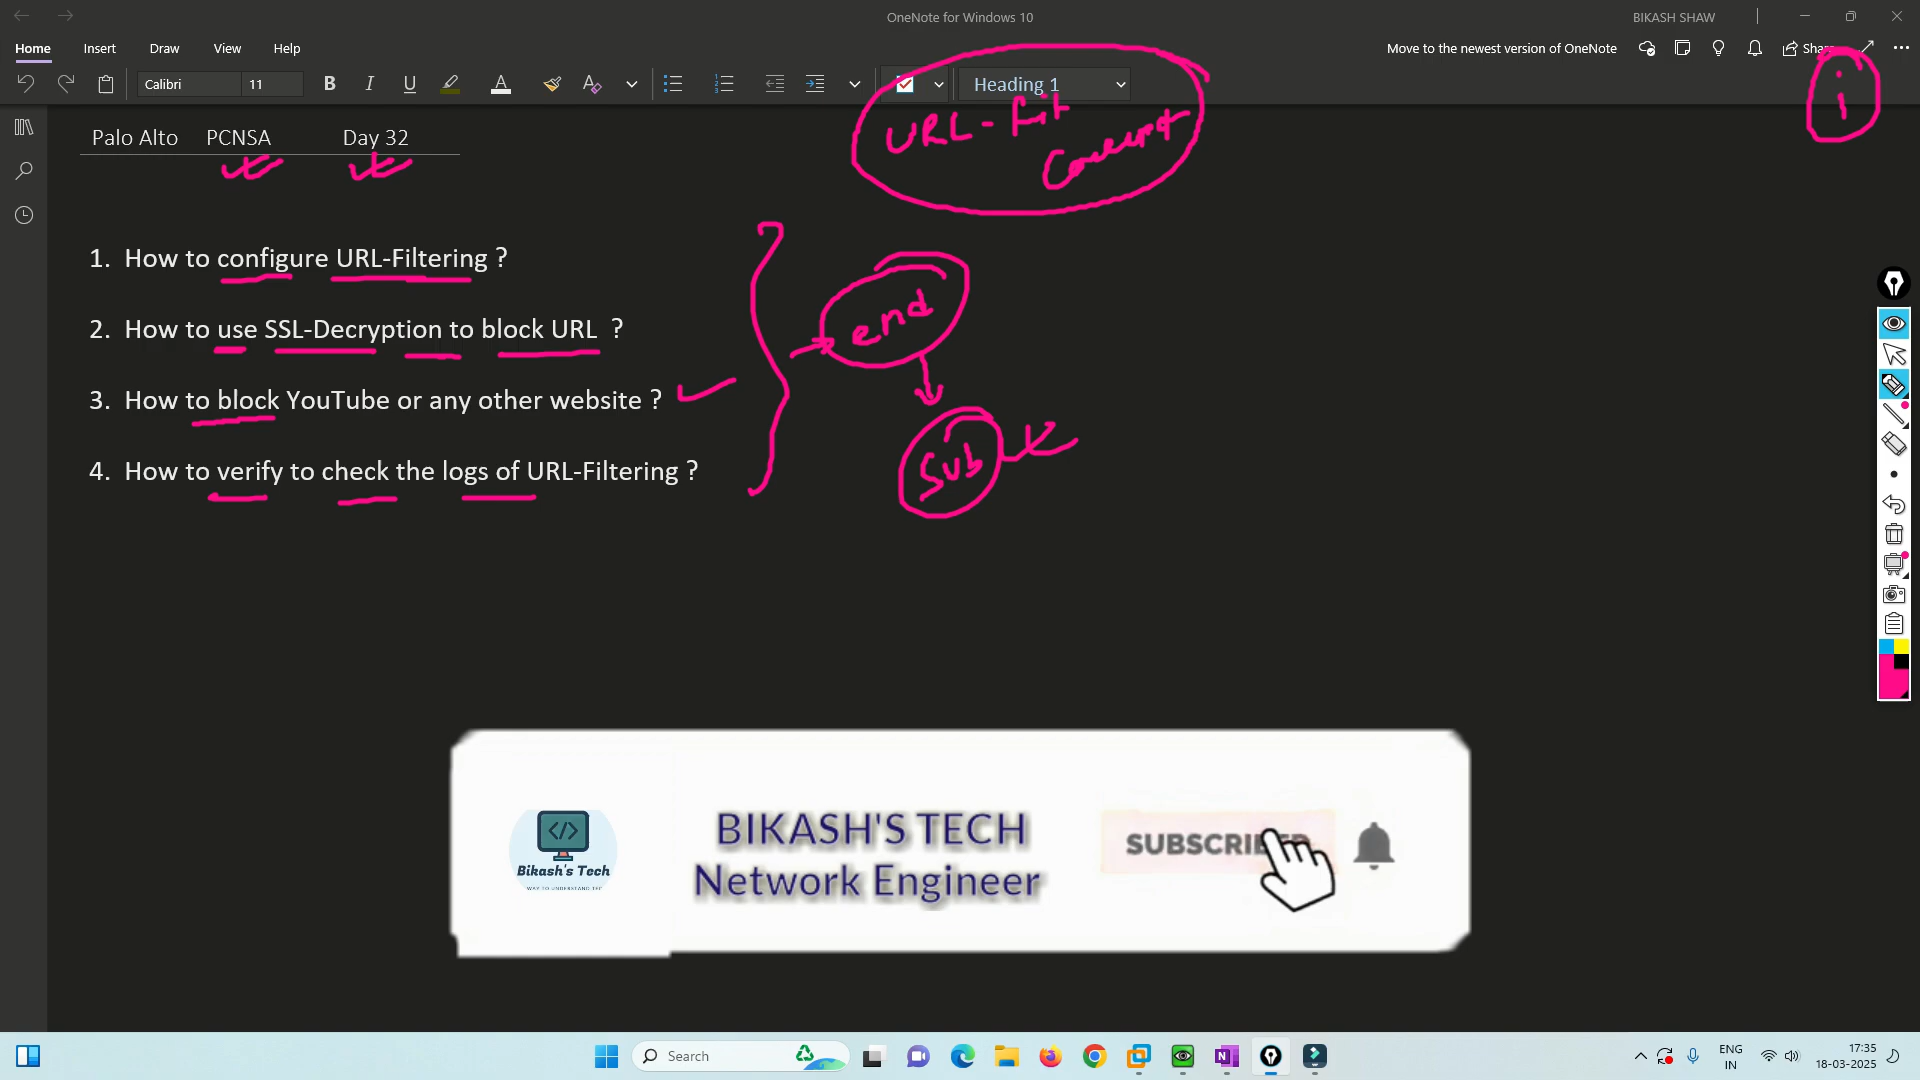 OneNote for Windows 10
BIKASH SHAW
Home Insert Draw View Help
Move to the newest version of OneNote
Share
Calibri 11
B I U A A
Heading 1
i
URL-Fil
Palo Alto PCNSA Day 32
1. How to configure URL-Filtering ?
end
2. How to use SSL-Decryption to block URL ?
3. How to block YouTube or any other website ?
4. How to verify to check the logs of URL-Filtering ?
Sub
BIKASH'S TECH
Network Engineer
SUBSCRIBER
Bikash's Tech
Search
ENG
IN
17:35
18-03-2025